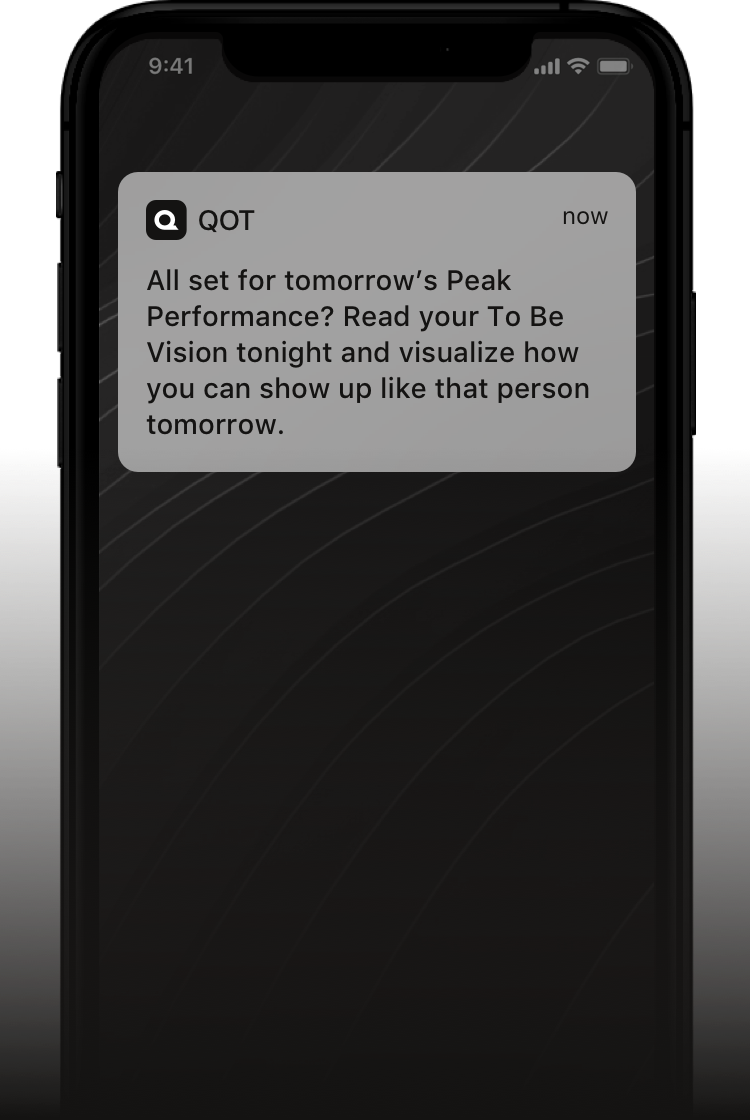 9:41
QOT
now
All set for tomorrow’s Peak
Performance? Read your To Be
Vision tonight and visualize how
you can show up like that person
tomorrow.